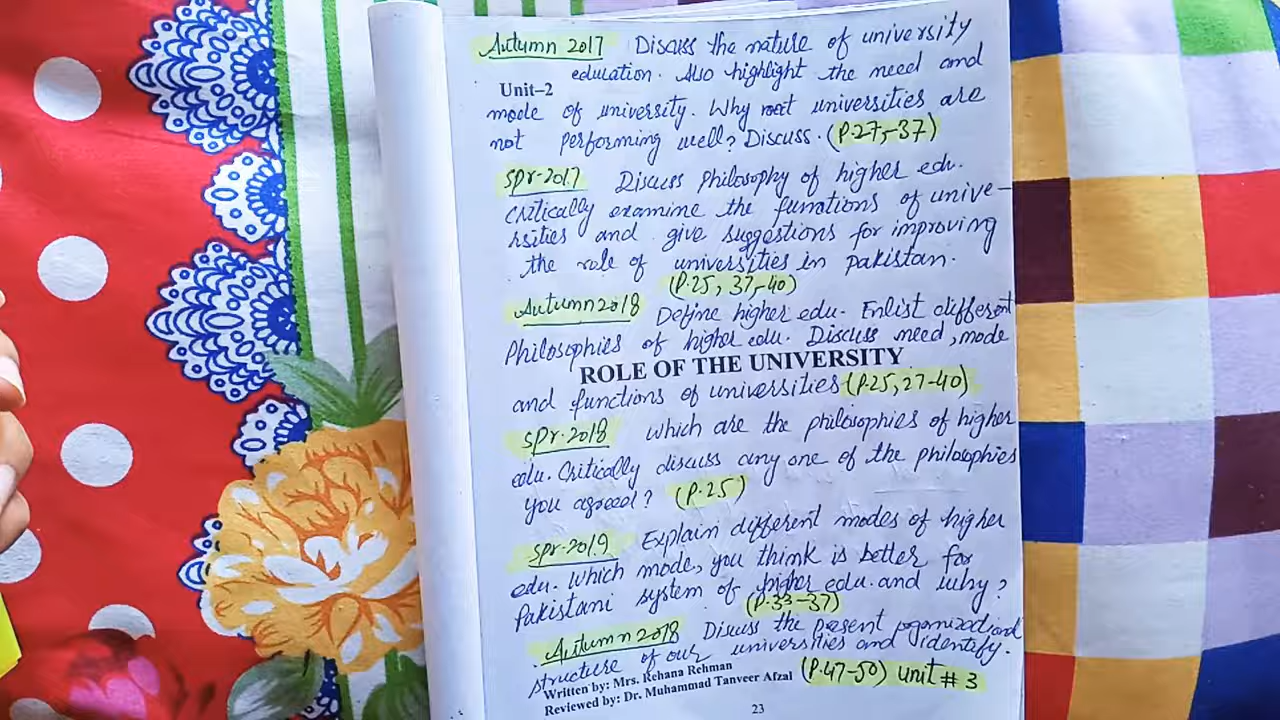 Autumn 2017 Discuss the nature of university
education. Also highlight the need and
Unit–2
mode of university. Why universities are
not performing well? Discuss. (P.27,-37)
Spr-2017 Discuss Philosophy of higher edu.
critically examine the functions of unive-
rsities and give suggestions for improving
the role of universities in pakistan.
(P.25, 37,-40)
Autumn 2018 Define higher edu. Enlist different
Philosophies of higher edu. Discuss need, mode
ROLE OF THE UNIVERSITY
and functions of universities (P.25, 27-40)
Spr-2018 which are the philosophies of higher
edu. Critically discuss any one of the philosophies
you agreed? (P.25)
Spr-2019 Explain different modes of higher
edu. which mode, you think is better for
Pakistani system of higher edu. and why?
(P.33-37)
Autumn 2018 Discuss the present
structure of our universities and identify.
Written by: Mrs. Rehana Rehman
(P.47-50) unit # 3
Reviewed by: Dr. Muhammad Tanveer Afzal
23